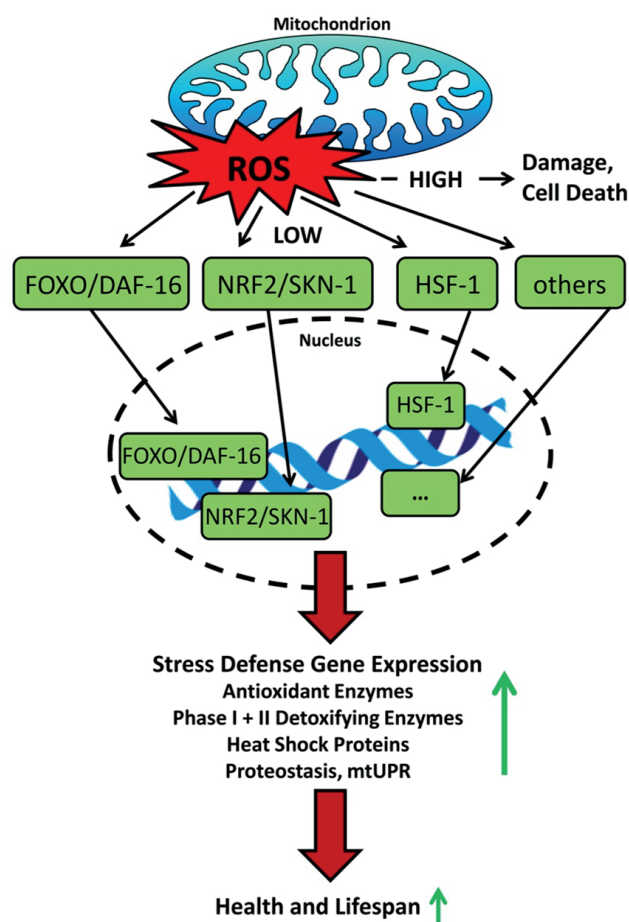 Mitochondrion
ROS
HIGH
Damage,
Cell Death
LOW
FOXO/DAF-16
NRF2/SKN-1
HSF-1
others
Nucleus
HSF-1
FOXO/DAF-16
...
NRF2/SKN-1
Stress Defense Gene Expression
Antioxidant Enzymes
Phase I + II Detoxifying Enzymes
Heat Shock Proteins
Proteostasis, mtUPR
Health and Lifespan